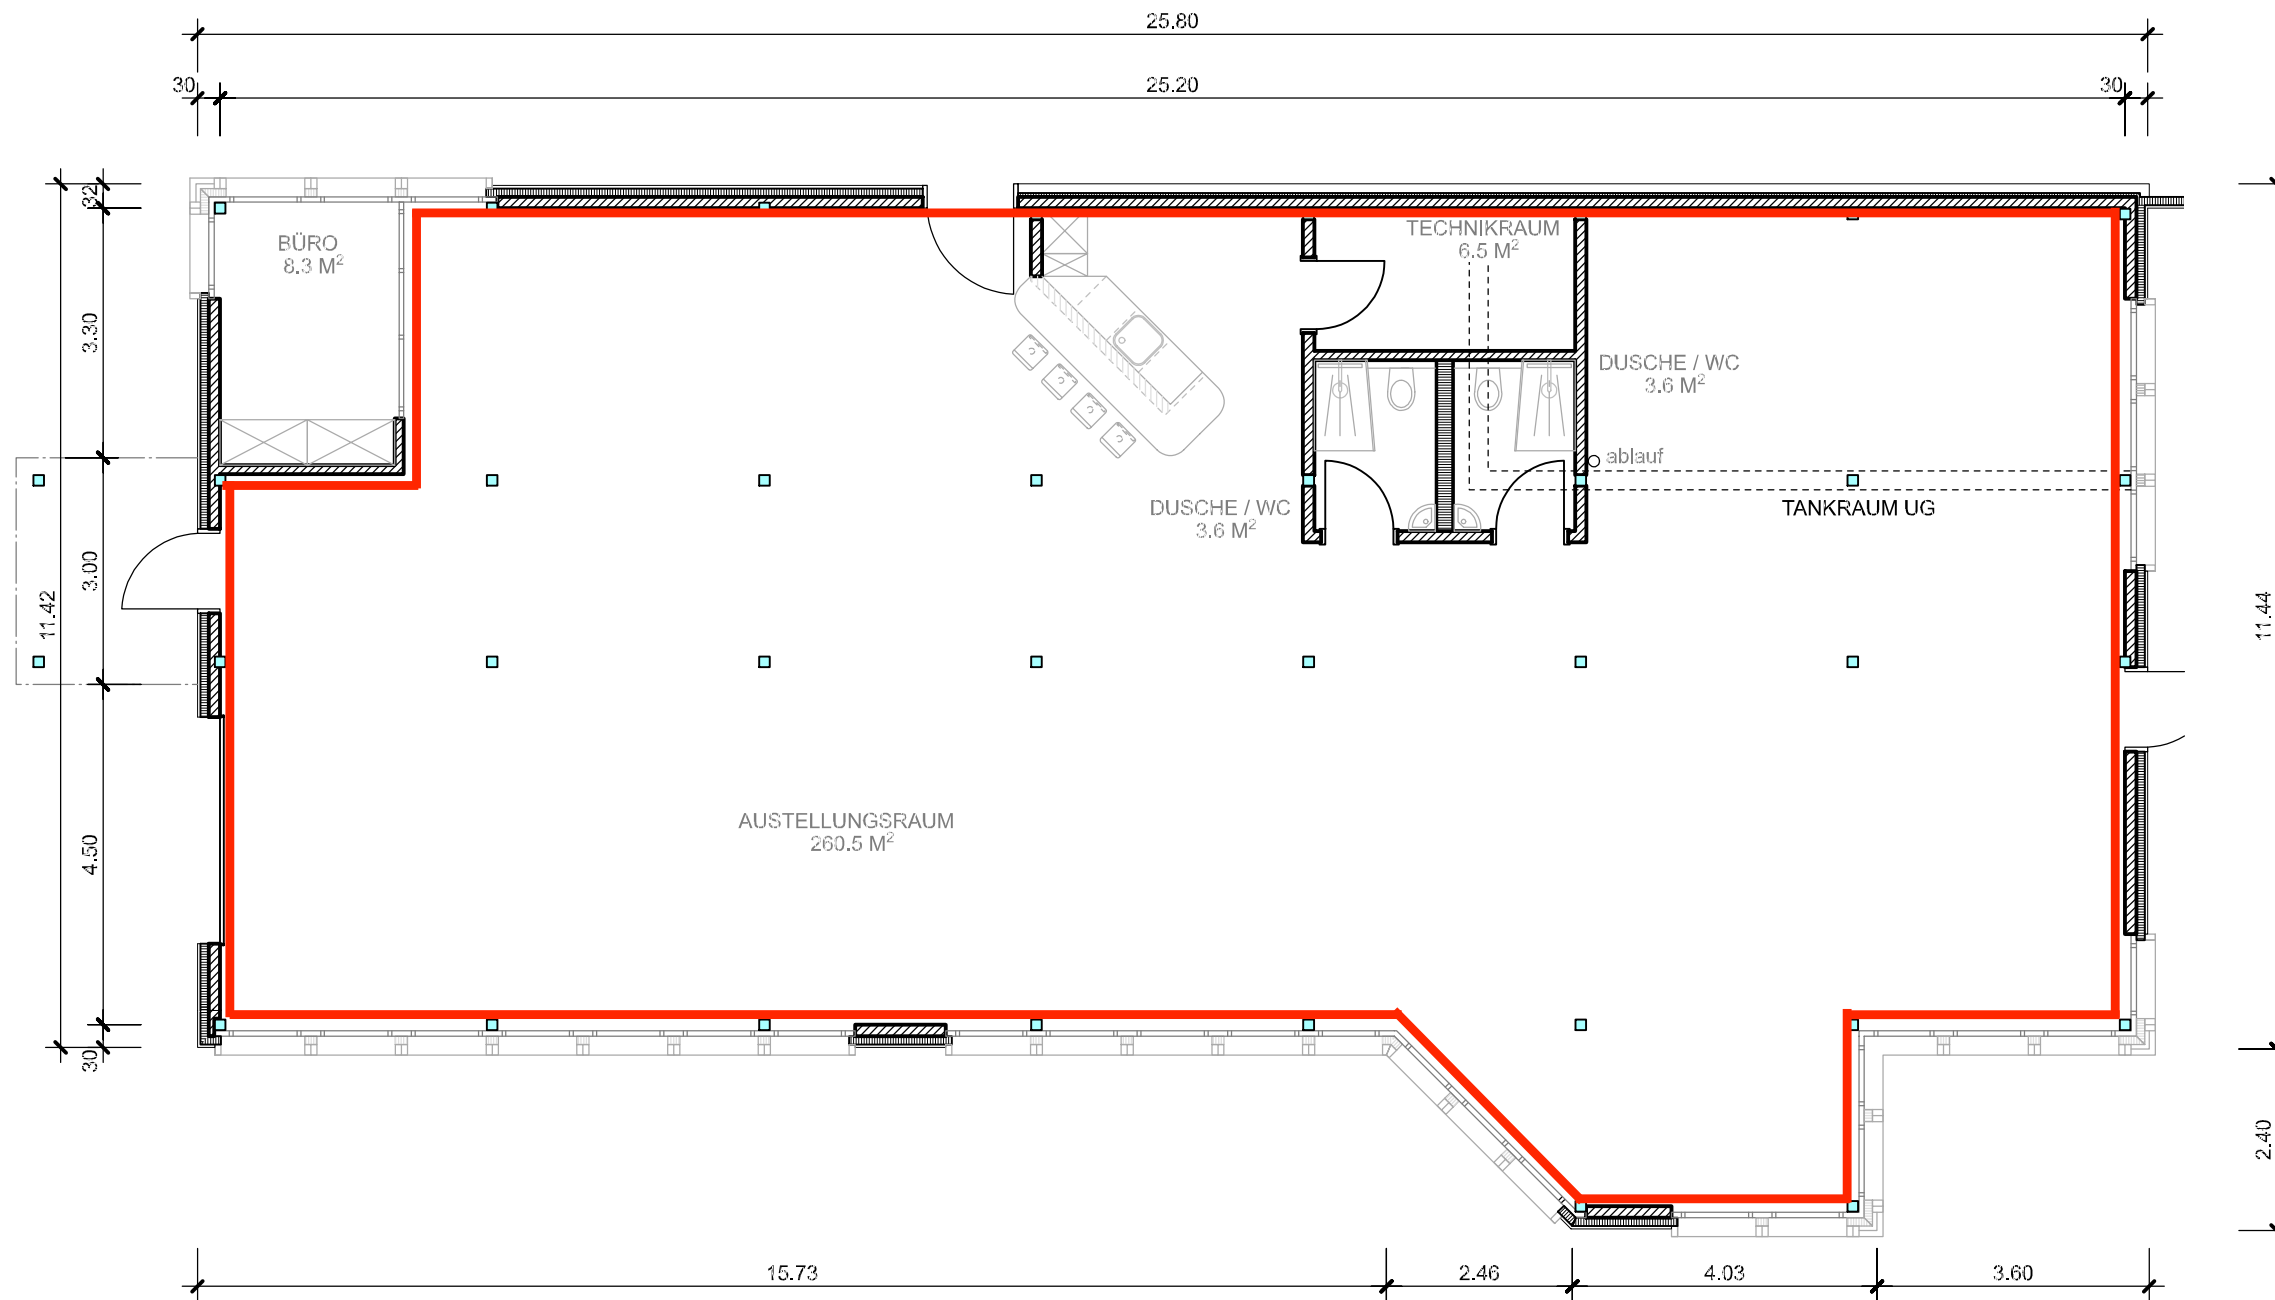 25.80
30
25.20
30
32
BÜRO
8.3 M²
TECHNIKRAUM
6.5 M²
3.30
DUSCHE / WC
3.6 M²
ablauf
DUSCHE / WC
3.6 M²
TANKRAUM UG
3.00
11.42
11.44
AUSTELLUNGSRAUM
260.5 M²
4.50
30
2.40
15.73
2.46
4.03
3.60